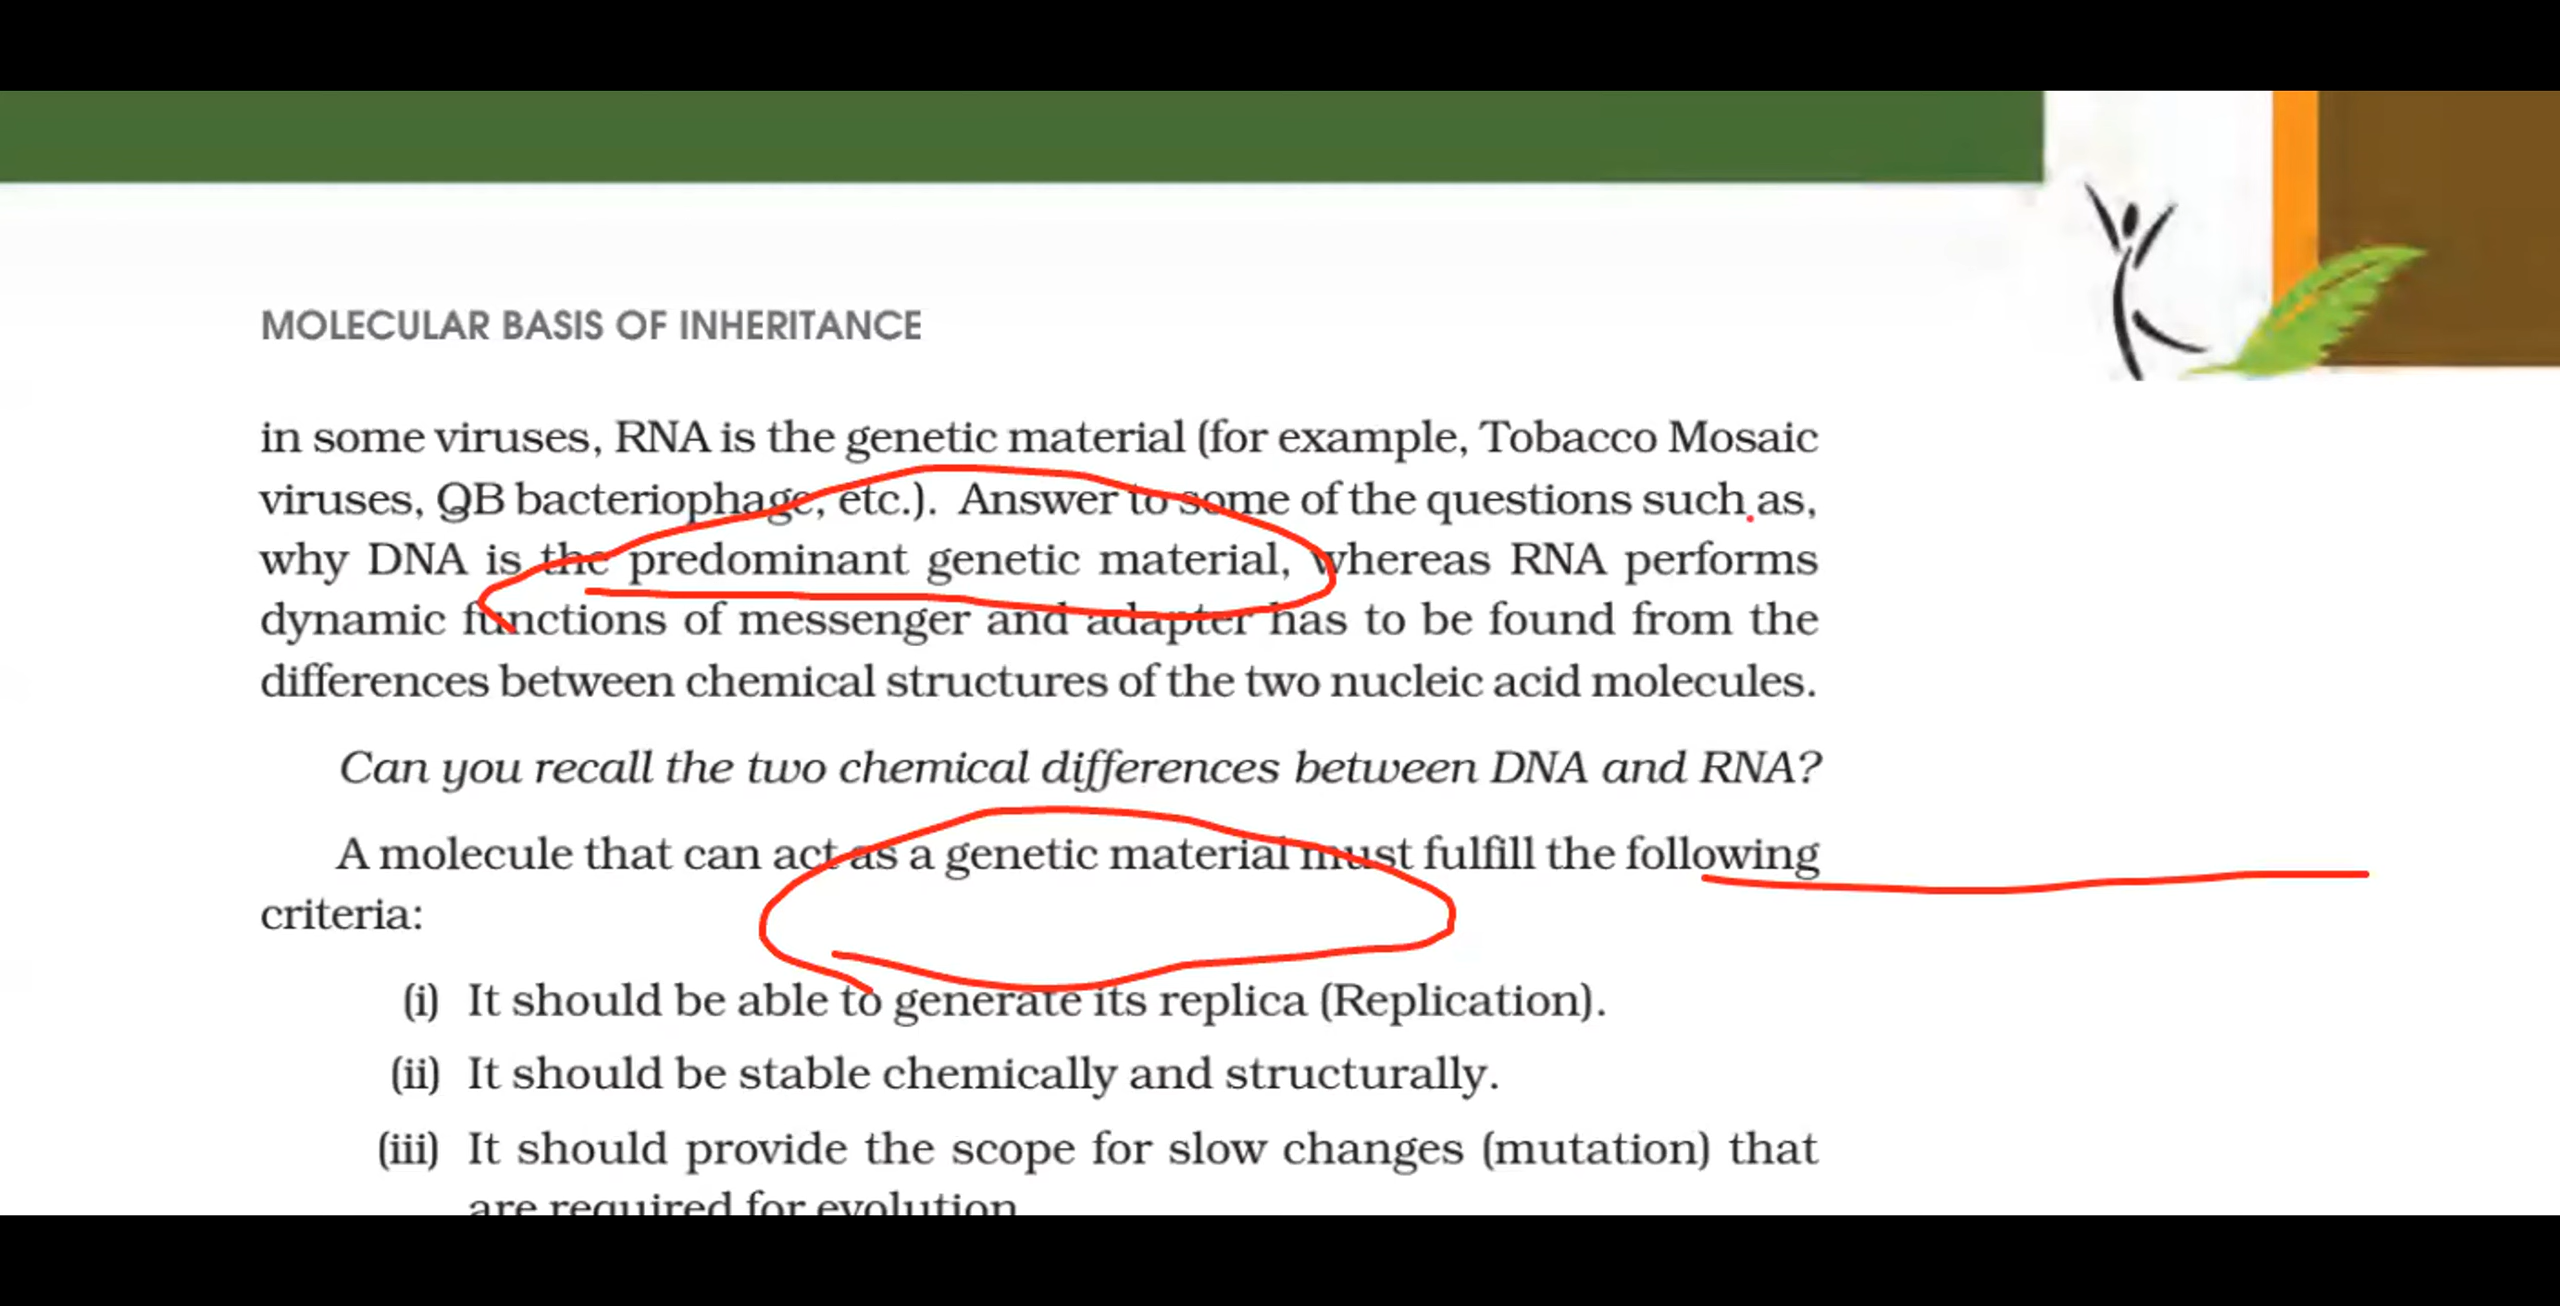 MOLECULAR BASIS OF INHERITANCE
in some viruses, RNA is the genetic material (for example, Tobacco Mosaic
viruses, QB bacteriophage, etc.). Answer to some of the questions such as,
why DNA is the predominant genetic material, whereas RNA performs
dynamic functions of messenger and adapter has to be found from the
differences between chemical structures of the two nucleic acid molecules.
Can you recall the two chemical differences between DNA and RNA?
A molecule that can act as a genetic material must fulfill the following
criteria:
(i) It should be able to generate its replica (Replication).
(ii) It should be stable chemically and structurally.
(iii) It should provide the scope for slow changes (mutation) that
are required for evolution